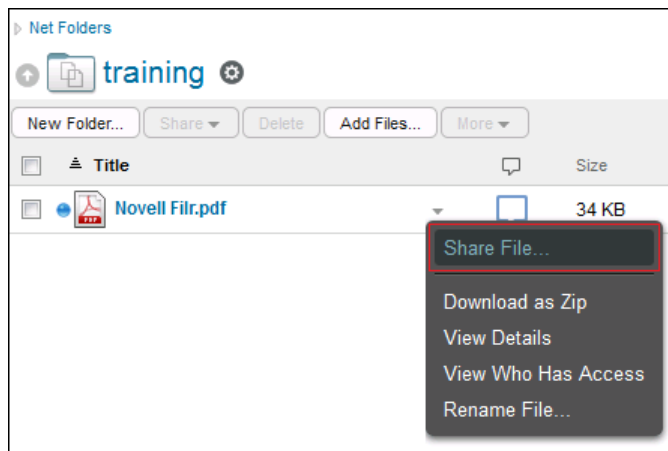 Net Folders
training
New Folder... Share Delete Add Files... More
Title Size
Novell Filr.pdf 34 KB
Share File...
Download as Zip
View Details
View Who Has Access
Rename File...